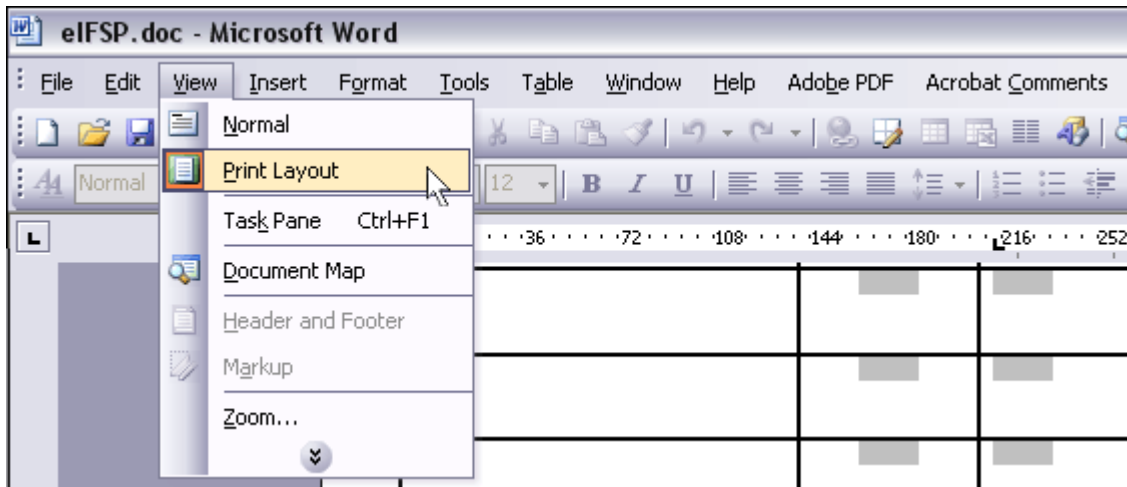 eIFSP.doc - Microsoft Word
File Edit View Insert Format Tools Table Window Help Adobe PDF Acrobat Comments
Normal
Print Layout
Normal 12 B I U
Task Pane Ctrl+F1
36 72 108 144 180 216 252
Document Map
Header and Footer
Markup
Zoom...